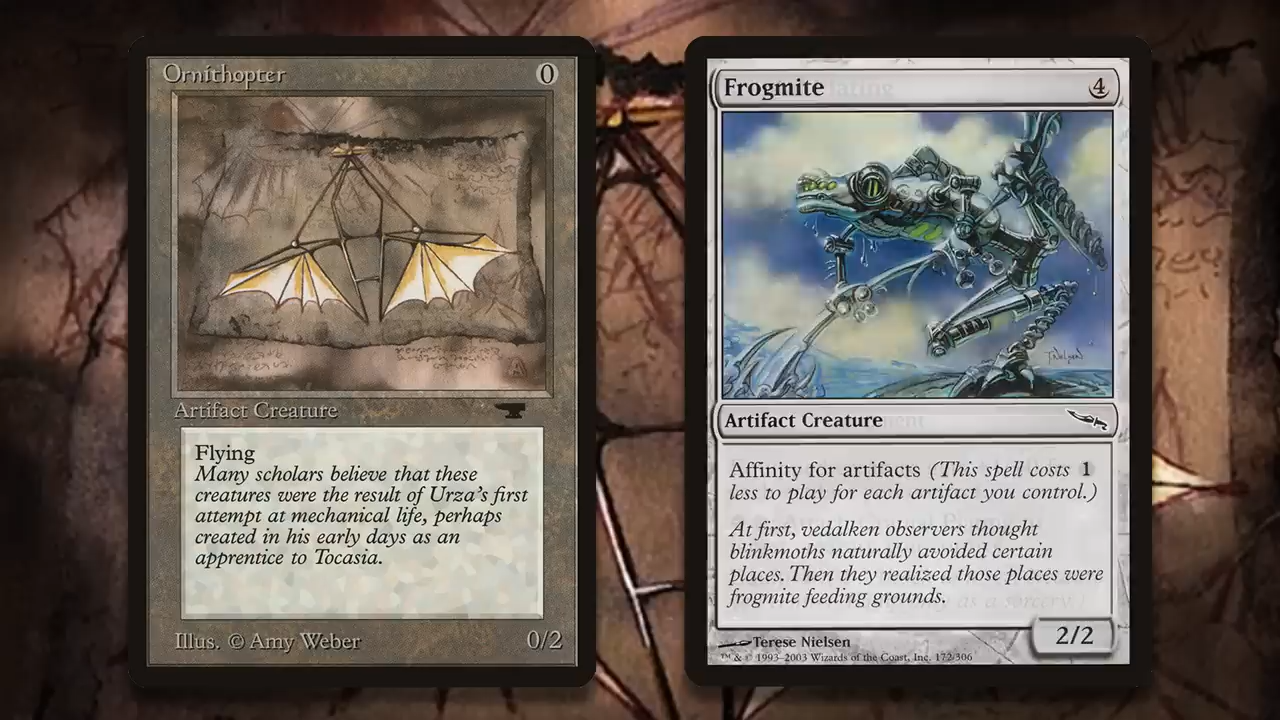 Ornithopter
0
Artifact Creature
Flying
Many scholars believe that these
creatures were the result of Urza's first
attempt at mechanical life, perhaps
created in his early days as an
apprentice to Tocasia.
Illus. © Amy Weber
0/2
Frogmite
4
T. Nielsen
Artifact Creature
Affinity for artifacts (This spell costs 1
less to play for each artifact you control.)
At first, vedalken observers thought
blinkmoths naturally avoided certain
places. Then they realized those places were
frogmite feeding grounds.
2/2
Terese Nielsen
™ & © 1993–2003 Wizards of the Coast, Inc. 172/306